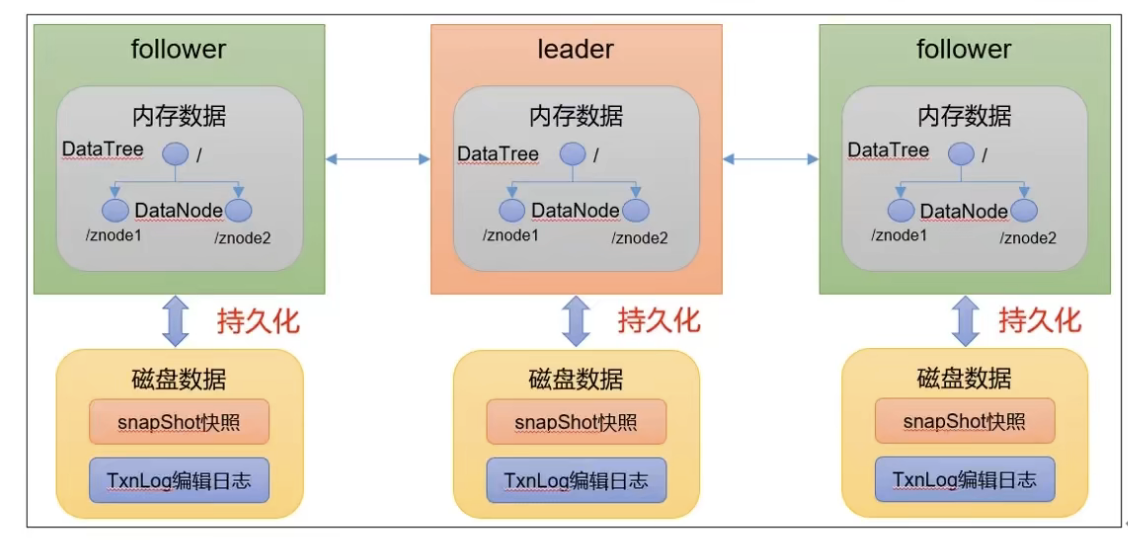 follower
内存数据
DataTree /
DataNode
/znode1 /znode2
持久化
磁盘数据
snapShot快照
TxnLog编辑日志
leader
内存数据
DataTree /
DataNode
/znode1 /znode2
持久化
磁盘数据
snapShot快照
TxnLog编辑日志
follower
内存数据
DataTree /
DataNode
/znode1 /znode2
持久化
磁盘数据
snapShot快照
TxnLog编辑日志